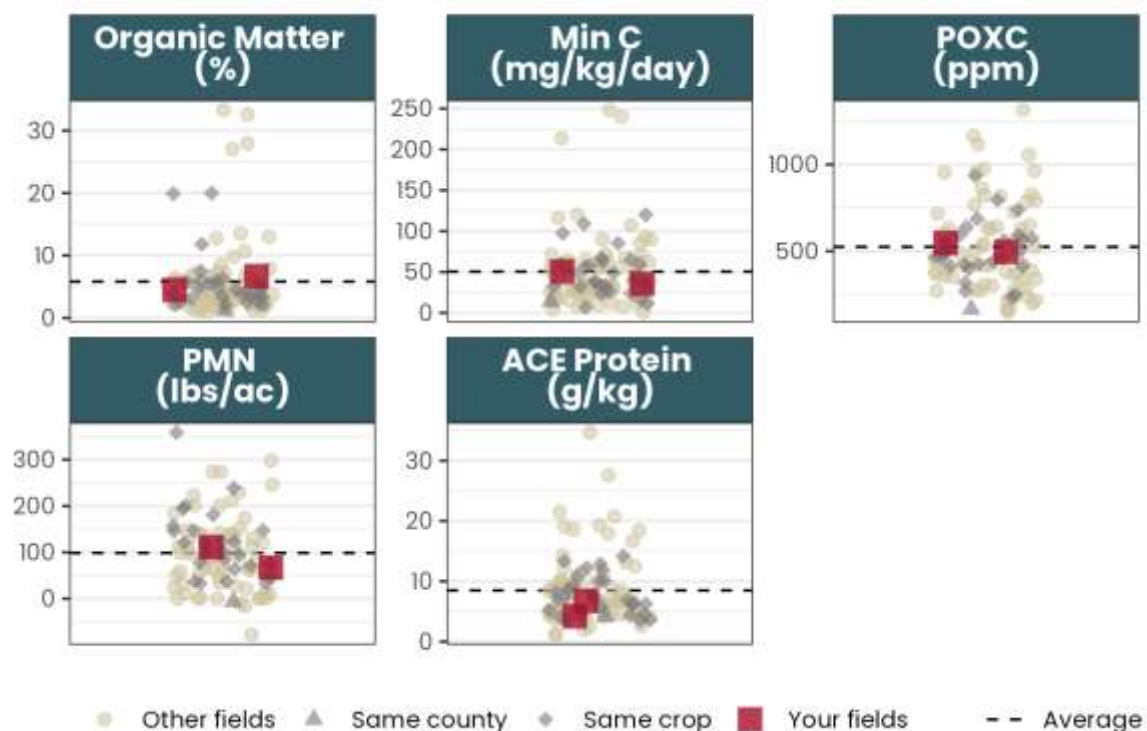 Organic Matter
(%)
30
20
10
0
Min C
(mg/kg/day)
250
200
150
100
50
0
POXC
(ppm)
1000
500
PMN
(lbs/ac)
300
200
100
0
ACE Protein
(g/kg)
30
20
10
0
Other fields Same county Same crop Your fields Average